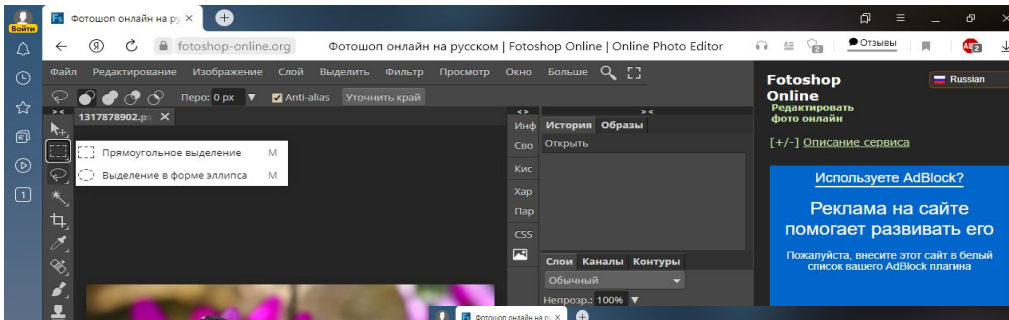 Войти
Фотошоп онлайн на ру
fotoshop-online.org
Фотошоп онлайн на русском | Fotoshop Online | Online Photo Editor
Отзывы
2
2
1
Файл Редактирование Изображение Слой Выделить Фильтр Просмотр Окно Больше
Перо: 0 px Anti-alias Уточнить край
1317878902.p
Прямоугольное выделение M
Выделение в форме эллипса M
Инф
Сво
Кис
Хар
Пар
CSS
История Образы
Открыть
Слои Каналы Контуры
Обычный
Непрозр.: 100%
Fotoshop
Online
Russian
Редактировать
фото онлайн
[+/-] Описание сервиса
Используете AdBlock?
Реклама на сайте
помогает развивать его
Пожалуйста, внесите этот сайт в белый
список вашего AdBlock плагина
Фотошоп онлайн на ру